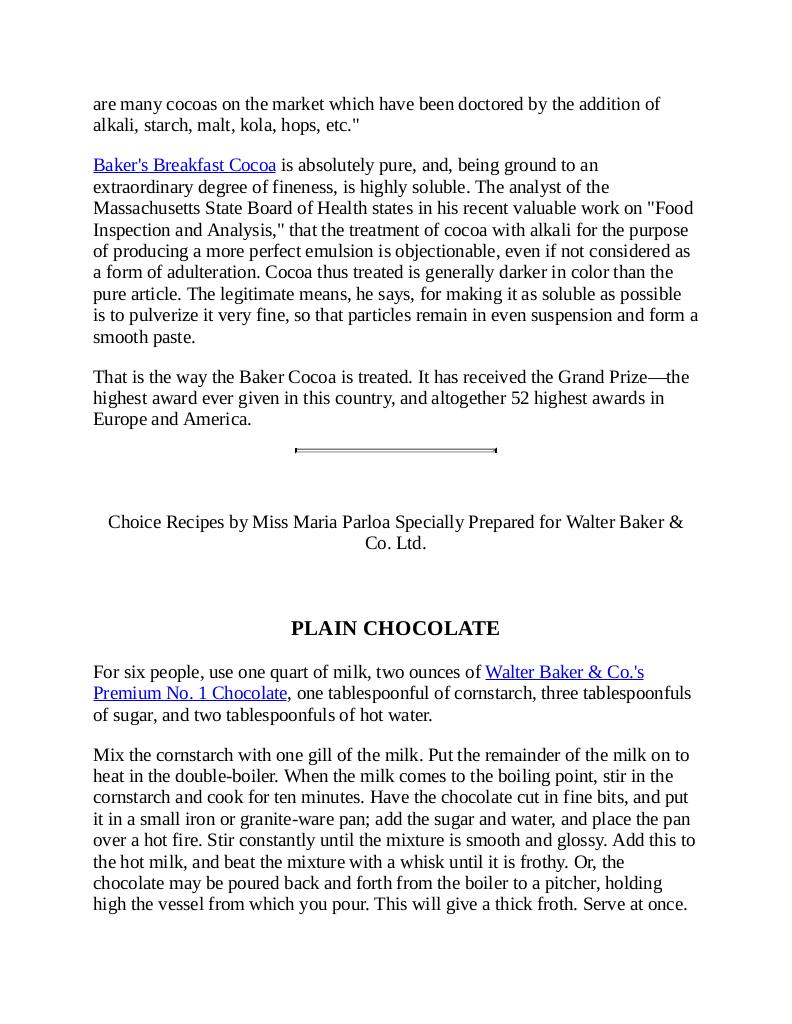 are many cocoas on the market which have been doctored by the addition of
alkali, starch, malt, kola, hops, etc."
Baker's Breakfast Cocoa is absolutely pure, and, being ground to an
extraordinary degree of fineness, is highly soluble. The analyst of the
Massachusetts State Board of Health states in his recent valuable work on "Food
Inspection and Analysis," that the treatment of cocoa with alkali for the purpose
of producing a more perfect emulsion is objectionable, even if not considered as
a form of adulteration. Cocoa thus treated is generally darker in color than the
pure article. The legitimate means, he says, for making it as soluble as possible
is to pulverize it very fine, so that particles remain in even suspension and form a
smooth paste.
That is the way the Baker Cocoa is treated. It has received the Grand Prize—the
highest award ever given in this country, and altogether 52 highest awards in
Europe and America.
Choice Recipes by Miss Maria Parloa Specially Prepared for Walter Baker &
Co. Ltd.
PLAIN CHOCOLATE
For six people, use one quart of milk, two ounces of Walter Baker & Co.'s
Premium No. 1 Chocolate, one tablespoonful of cornstarch, three tablespoonfuls
of sugar, and two tablespoonfuls of hot water.
Mix the cornstarch with one gill of the milk. Put the remainder of the milk on to
heat in the double-boiler. When the milk comes to the boiling point, stir in the
cornstarch and cook for ten minutes. Have the chocolate cut in fine bits, and put
it in a small iron or granite-ware pan; add the sugar and water, and place the pan
over a hot fire. Stir constantly until the mixture is smooth and glossy. Add this to
the hot milk, and beat the mixture with a whisk until it is frothy. Or, the
chocolate may be poured back and forth from the boiler to a pitcher, holding
high the vessel from which you pour. This will give a thick froth. Serve at once.